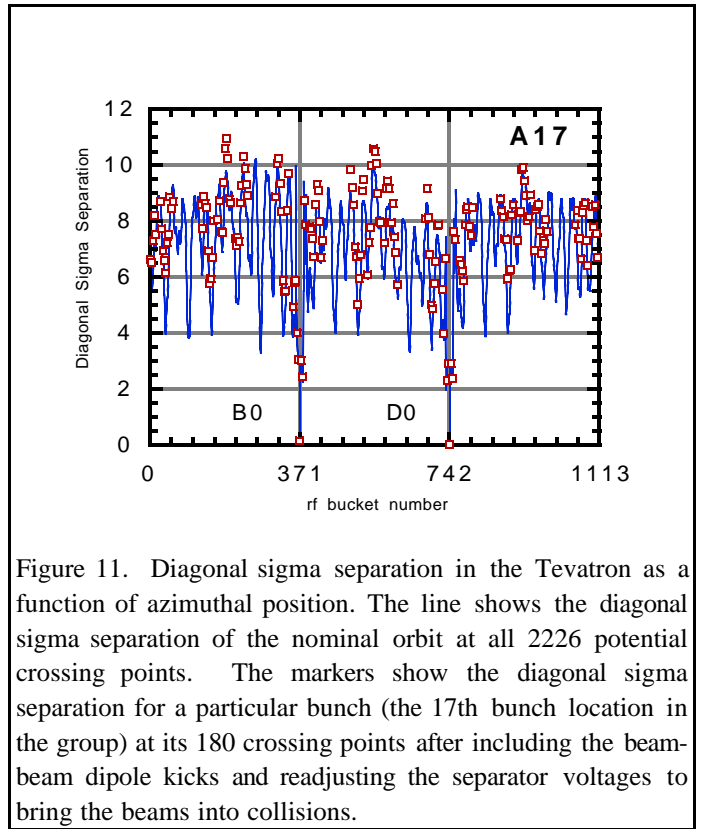 12
A17
10
8
6
4
2
0
Diagonal Sigma Separation
B0 D0
0 371 742 1113
rf bucket number
Figure 11. Diagonal sigma separation in the Tevatron as a
function of azimuthal position. The line shows the diagonal
sigma separation of the nominal orbit at all 2226 potential
crossing points. The markers show the diagonal sigma
separation for a particular bunch (the 17th bunch location in
the group) at its 180 crossing points after including the beam-
beam dipole kicks and readjusting the separator voltages to
bring the beams into collisions.